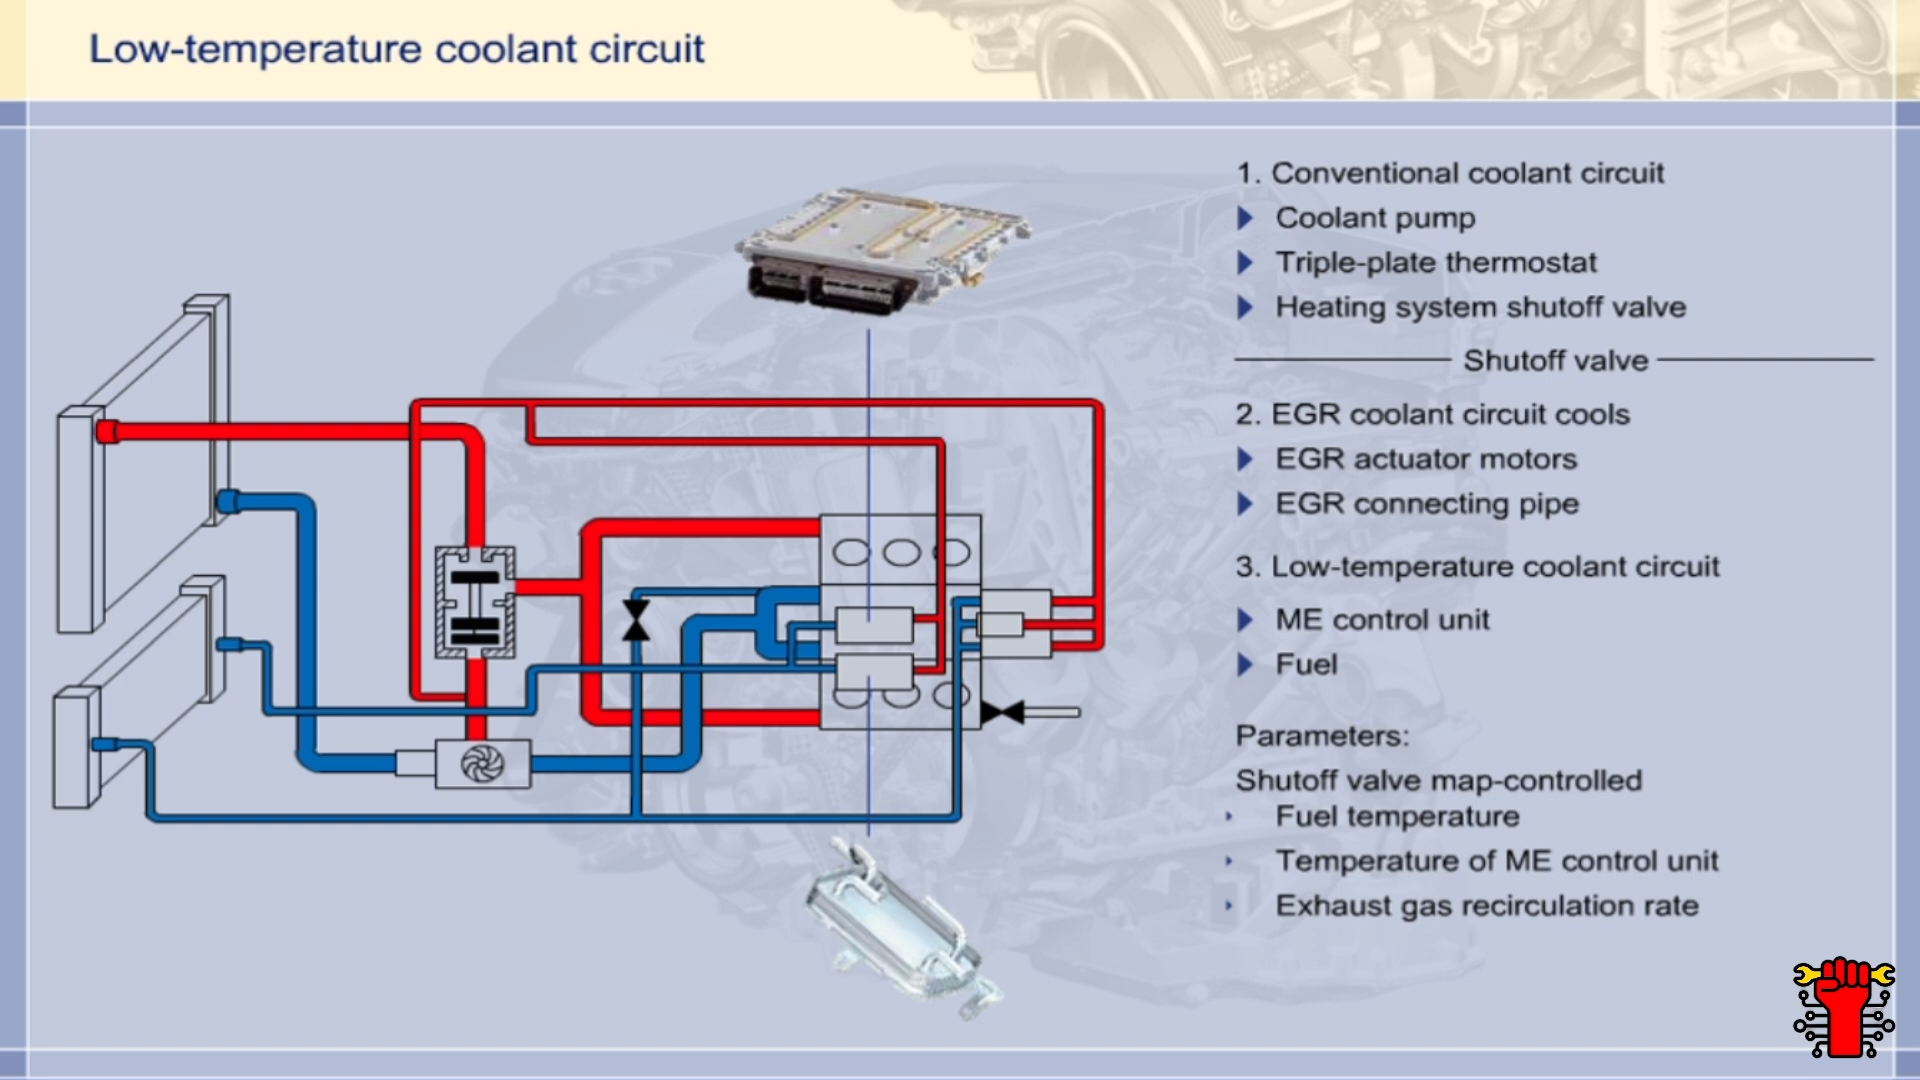 Low-temperature coolant circuit
1. Conventional coolant circuit
Coolant pump
Triple-plate thermostat
Heating system shutoff valve
Shutoff valve
2. EGR coolant circuit cools
EGR actuator motors
EGR connecting pipe
3. Low-temperature coolant circuit
ME control unit
Fuel
Parameters:
Shutoff valve map-controlled
Fuel temperature
Temperature of ME control unit
Exhaust gas recirculation rate